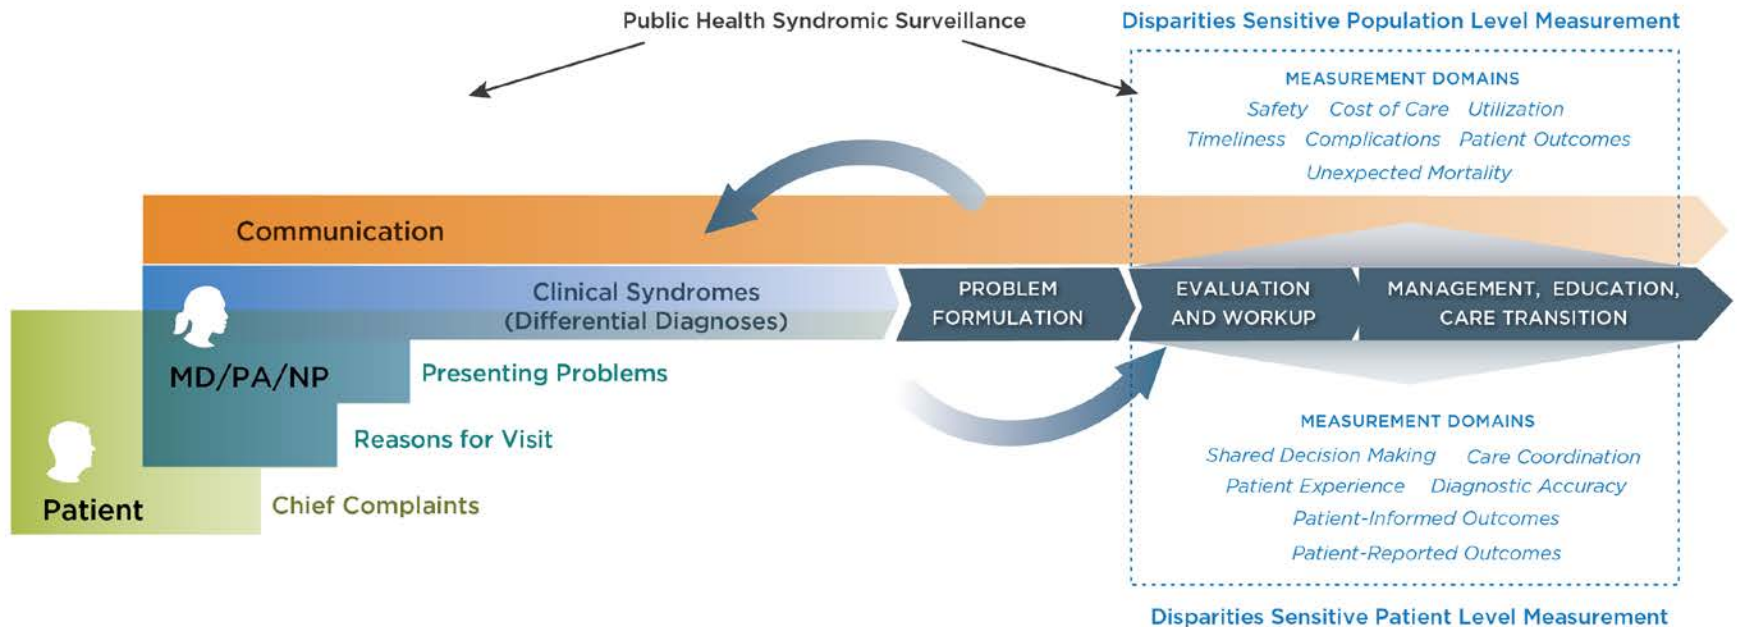 Public Health Syndromic Surveillance
Disparities Sensitive Population Level Measurement
MEASUREMENT DOMAINS
Safety Cost of Care Utilization
Timeliness Complications Patient Outcomes
Unexpected Mortality
Communication
Clinical Syndromes
(Differential Diagnoses)
PROBLEM
FORMULATION
EVALUATION
AND WORKUP
MANAGEMENT, EDUCATION,
CARE TRANSITION
MD/PA/NP
Presenting Problems
Reasons for Visit
Patient
Chief Complaints
MEASUREMENT DOMAINS
Shared Decision Making Care Coordination
Patient Experience Diagnostic Accuracy
Patient-Informed Outcomes
Patient-Reported Outcomes
Disparities Sensitive Patient Level Measurement